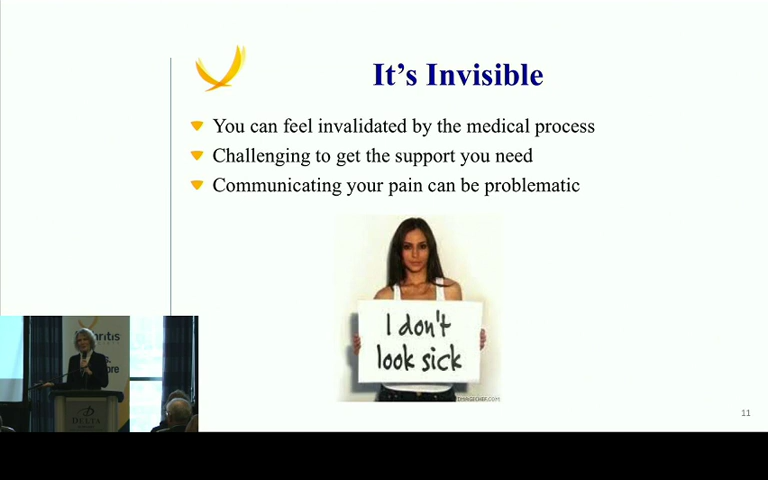 It's Invisible
You can feel invalidated by the medical process
Challenging to get the support you need
Communicating your pain can be problematic
I don't
look sick
11
DELTA